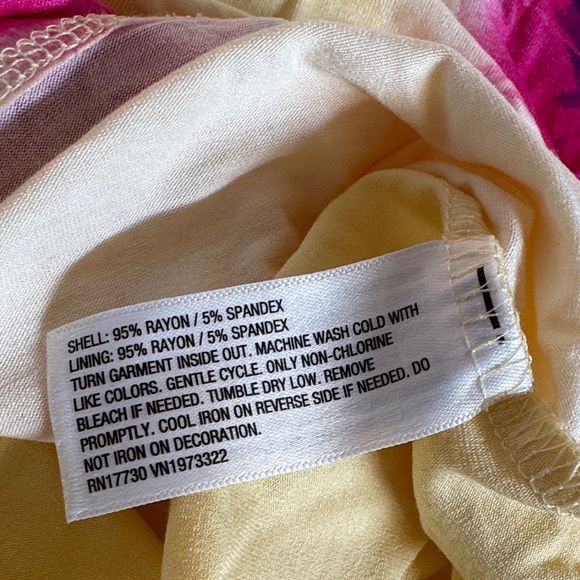 SHELL: 95% RAYON / 5% SPANDEX
LINING: 95% RAYON / 5% SPANDEX
TURN GARMENT INSIDE OUT. MACHINE WASH COLD WITH
LIKE COLORS. GENTLE CYCLE. ONLY NON-CHLORINE
BLEACH IF NEEDED. TUMBLE DRY LOW. REMOVE
PROMPTLY. COOL IRON ON REVERSE SIDE IF NEEDED. DO
NOT IRON ON DECORATION.
RN17730 VN1973322